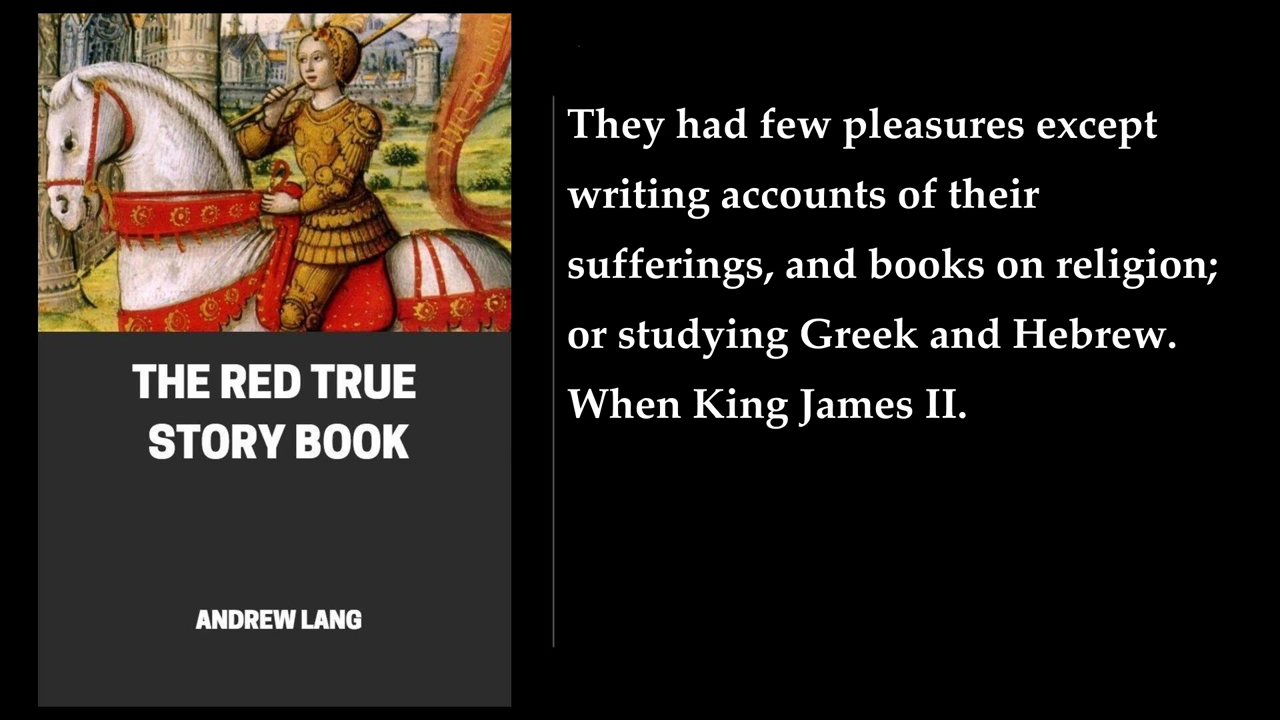 THE RED TRUE
STORY BOOK
ANDREW LANG
They had few pleasures except
writing accounts of their
sufferings, and books on religion;
or studying Greek and Hebrew.
When King James II.